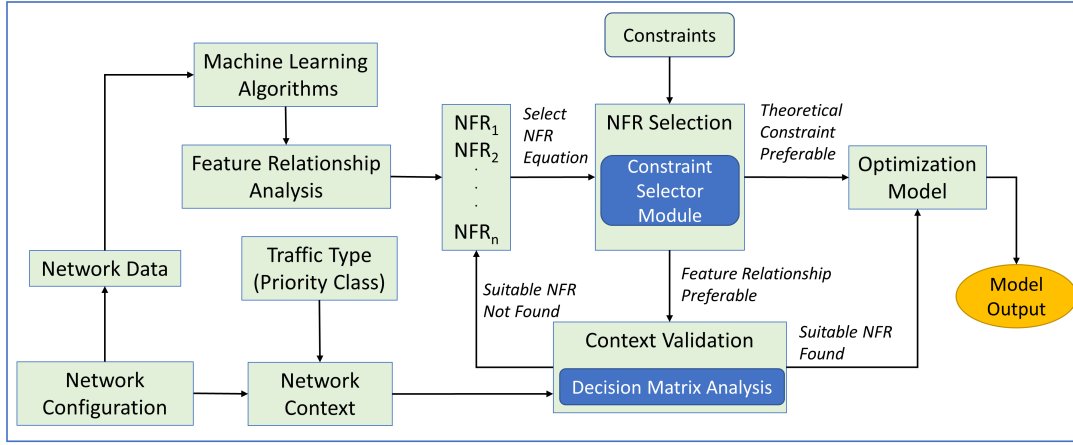 Constraints
Machine Learning
Algorithms
Feature Relationship
Analysis
NFR1
NFR2
.
.
.
NFRn
Select
NFR
Equation
NFR Selection
Constraint
Selector
Module
Theoretical
Constraint
Preferable
Optimization
Model
Network Data
Traffic Type
(Priority Class)
Suitable NFR
Not Found
Feature Relationship
Preferable
Model
Output
Context Validation
Decision Matrix Analysis
Suitable NFR
Found
Network
Configuration
Network
Context